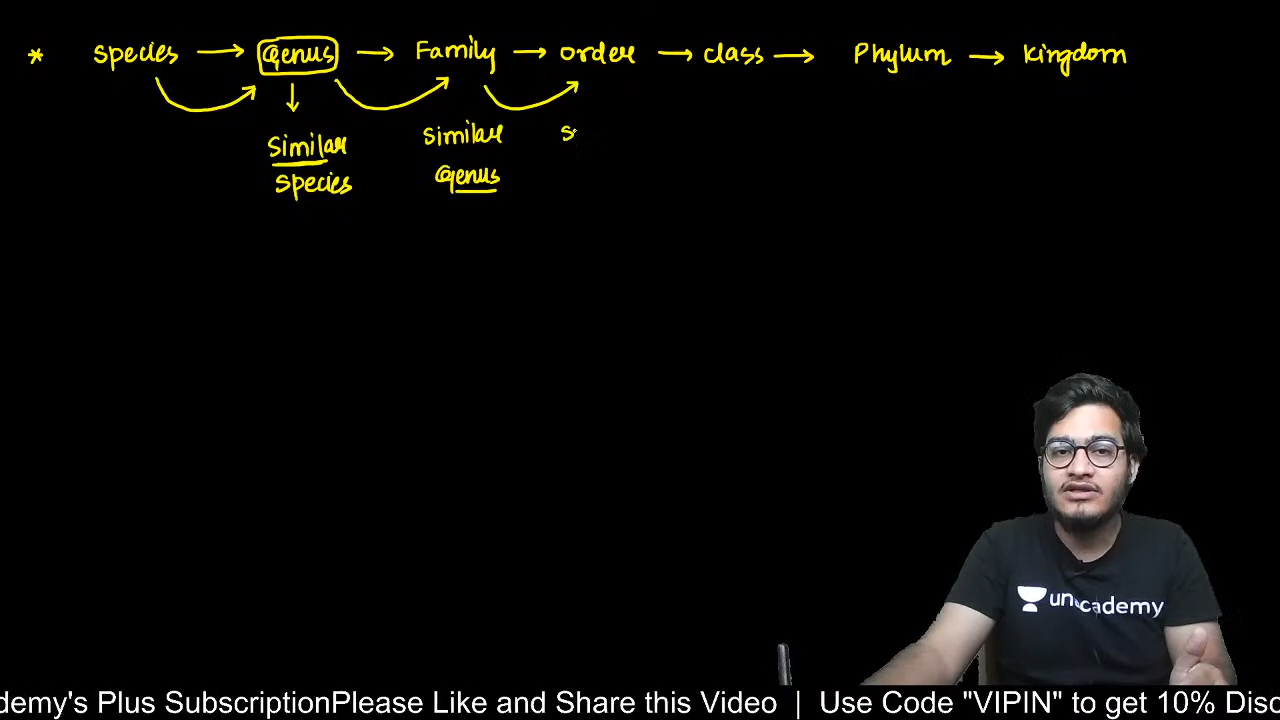 * Species → Genus → Family → order → class → Phylum → Kingdom
↓
Similar Similar S
Species Genus
unacademy
demy's Plus SubscriptionPlease Like and Share this Video | Use Code "VIPIN" to get 10% Disc